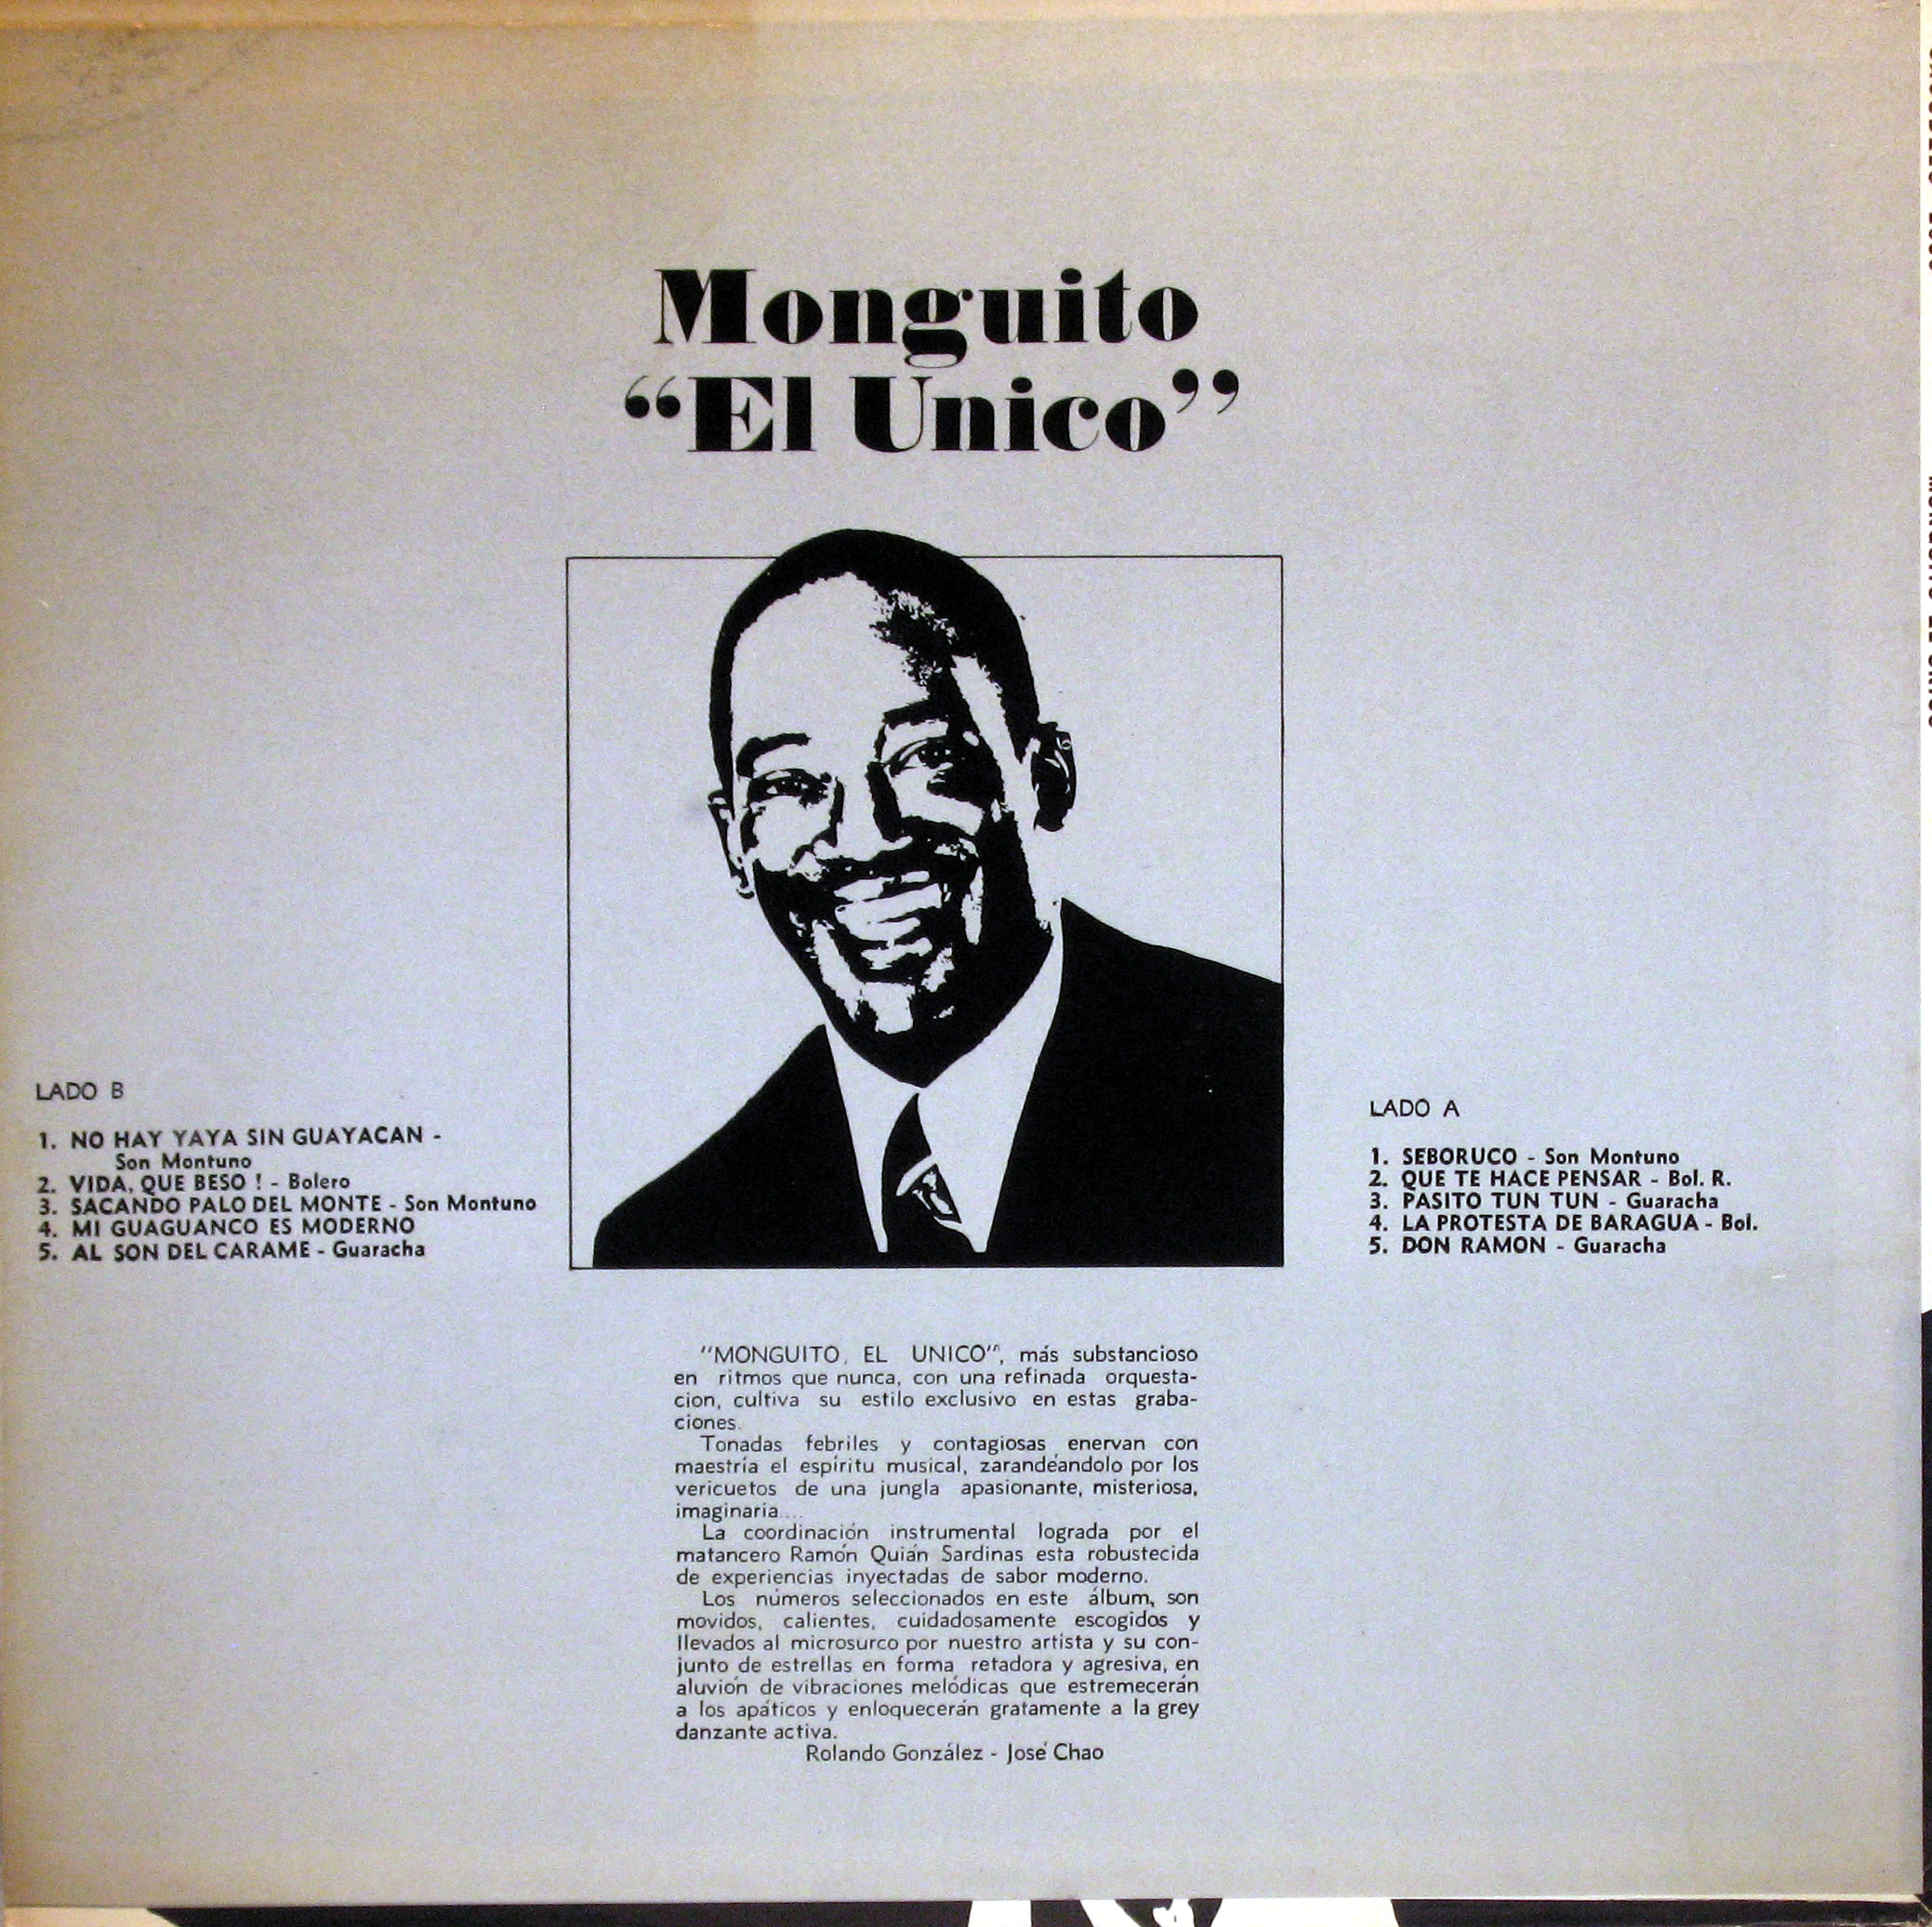 Monguito
“El Unico”
LADO B
1. NO HAY YAYA SIN GUAYACAN -
Son Montuno
2. VIDA, QUE BESO ! - Bolero
3. SACANDO PALO DEL MONTE - Son Montuno
4. MI GUAGUANCO ES MODERNO
5. AL SON DEL CARAME - Guaracha
LADO A
1. SEBORUCO - Son Montuno
2. QUE TE HACE PENSAR - Bol. R.
3. PASITO TUN TUN - Guaracha
4. LA PROTESTA DE BARAGUA - Bol.
5. DON RAMON - Guaracha
"MONGUITO, EL UNICO", más substancioso
en ritmos que nunca, con una refinada orquesta-
cion, cultiva su estilo exclusivo en estas graba-
ciones.
Tonadas febriles y contagiosas enervan con
maestría el espíritu musical, zarandéandolo por los
vericuetos de una jungla apasionante, misteriosa,
imaginaria....
La coordinación instrumental lograda por el
matancero Ramón Quián Sardinas esta robustecida
de experiencias inyectadas de sabor moderno.
Los números seleccionados en este álbum, son
movidos, calientes, cuidadosamente escogidos y
llevados al microsurco por nuestro artista y su con-
junto de estrellas en forma retadora y agresiva, en
aluvión de vibraciones melódicas que estremecerán
a los apáticos y enloquecerán gratamente a la grey
danzante activa.
Rolando González - José Chao